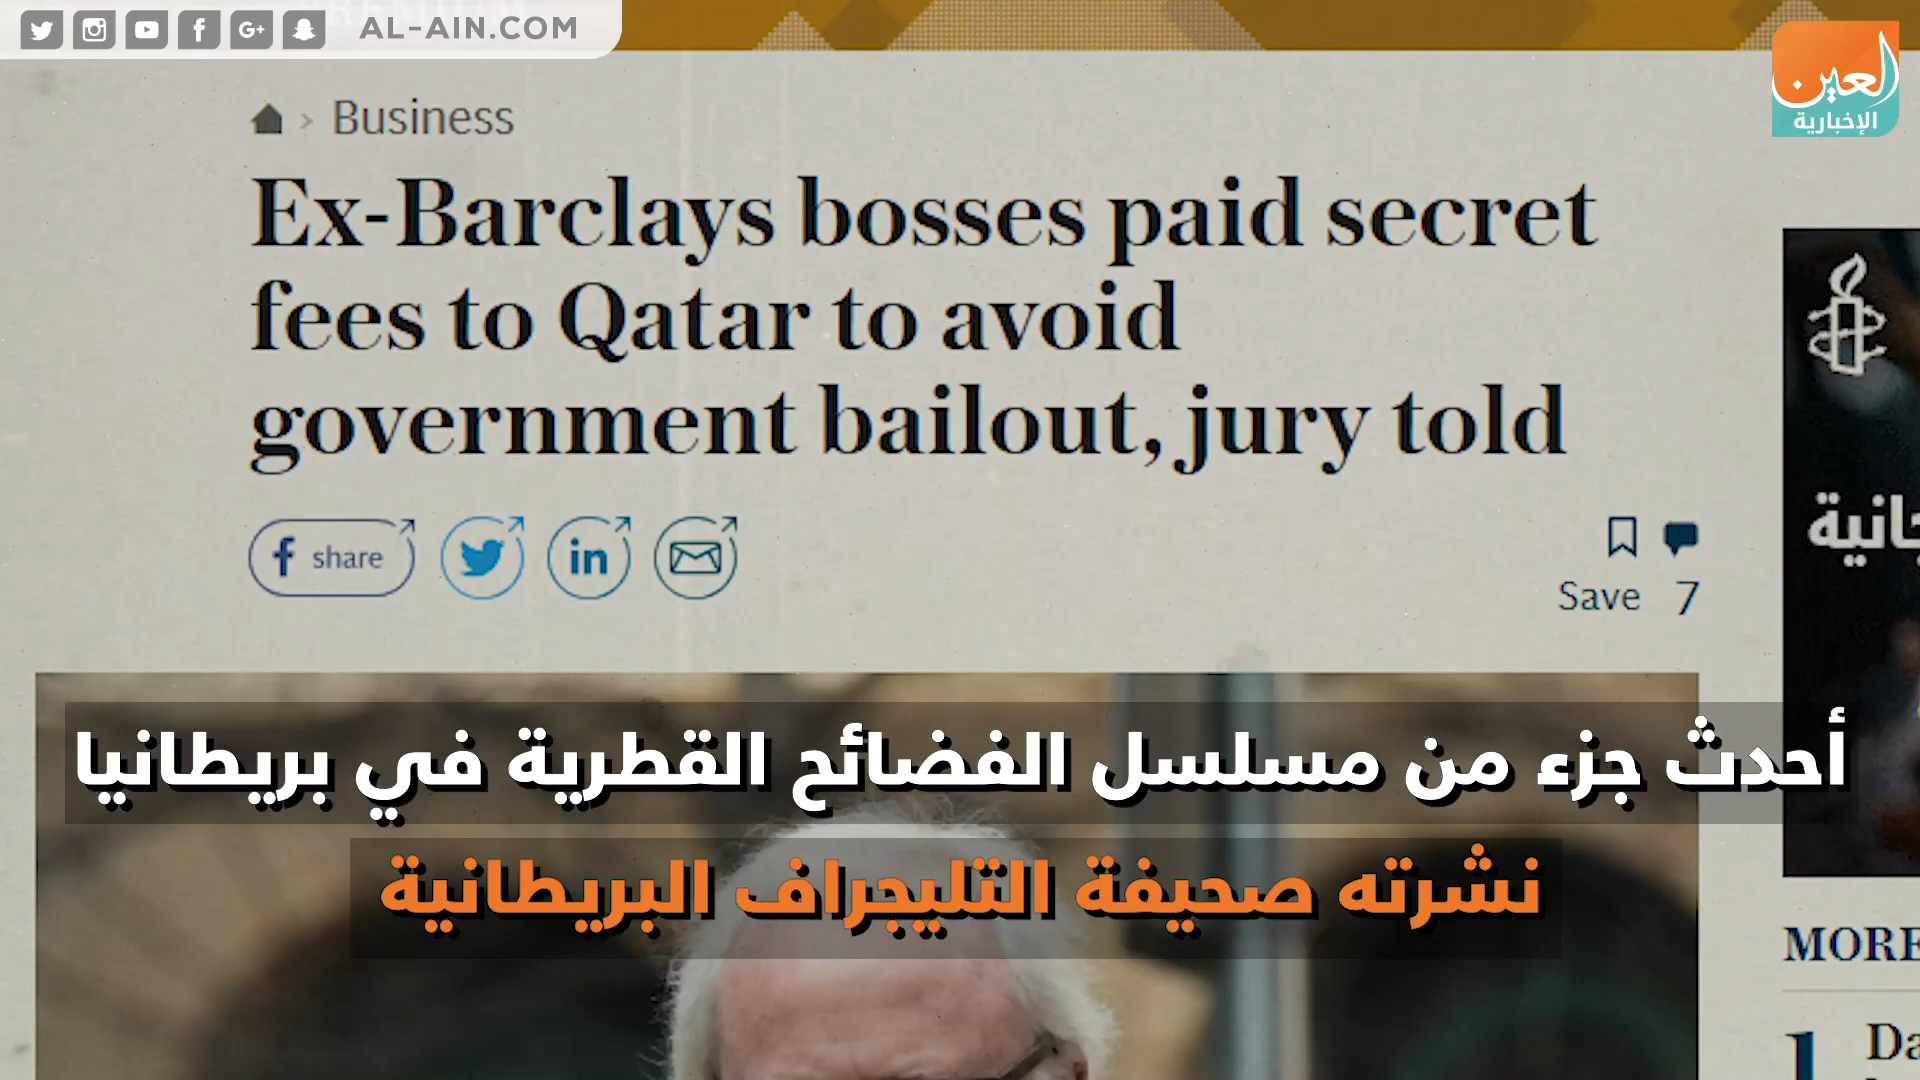 AL-AIN.COM
العين
الإخبارية
Business
Ex-Barclays bosses paid secret
fees to Qatar to avoid
government bailout, jury told
share
Save 7
أحدث جزء من مسلسل الفضائح القطرية في بريطانيا
نشرته صحيفة التليجراف البريطانية
MORE
1